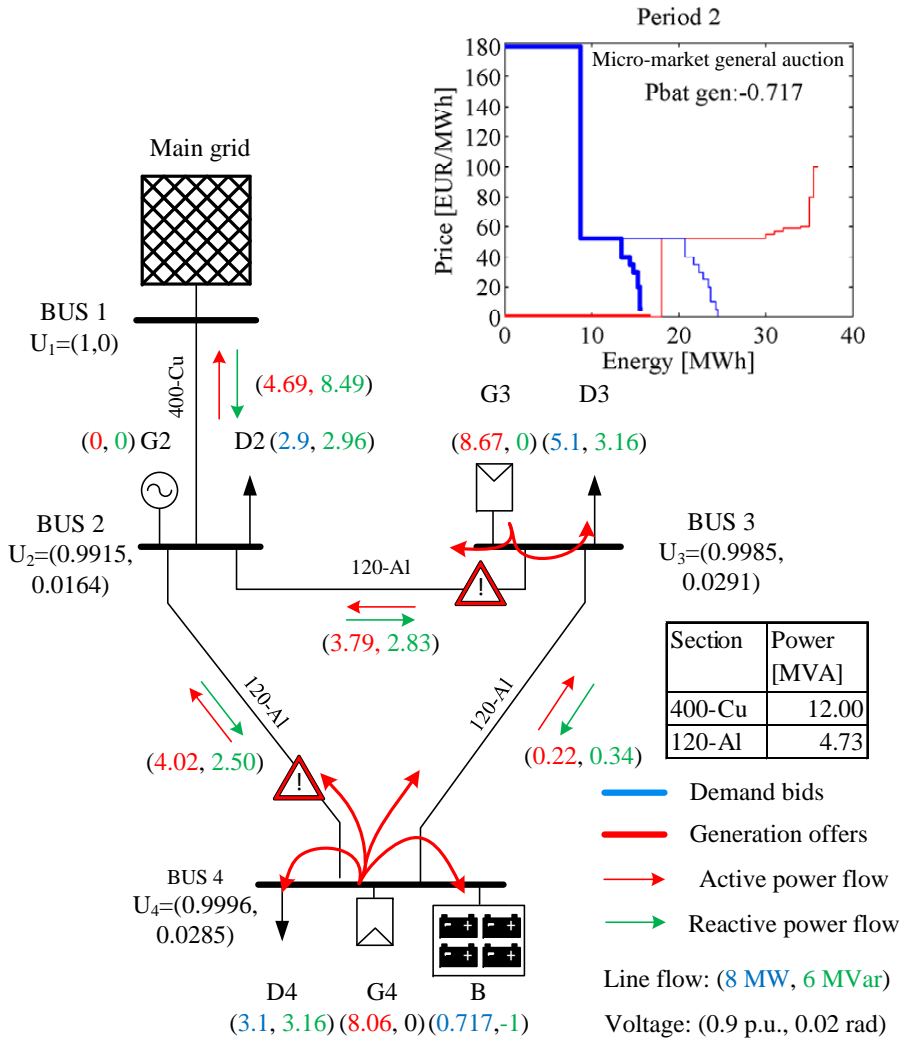 Period 2
Micro-market general auction
Pbat gen:-0.717
Price [EUR/MWh]
180
160
140
120
100
80
60
40
20
0
0
10
20
30
40
Energy [MWh]
Main grid
BUS 1
U1=(1,0)
400-Cu
(4.69, 8.49)
(0, 0) G2
D2 (2.9, 2.96)
G3
D3
(8.67, 0) (5.1, 3.16)
BUS 2
U2=(0.9915,
0.0164)
BUS 3
U3=(0.9985,
0.0291)
120-Al
!
(3.79, 2.83)
120-Al
120-Al
(4.02, 2.50)
!
(0.22, 0.34)
Section Power
[MVA]
400-Cu 12.00
120-Al 4.73
Demand bids
Generation offers
Active power flow
Reactive power flow
Line flow: (8 MW, 6 MVar)
Voltage: (0.9 p.u., 0.02 rad)
BUS 4
U4=(0.9996,
0.0285)
- + - +
- + - +
D4 G4 B
(3.1, 3.16) (8.06, 0) (0.717,-1)